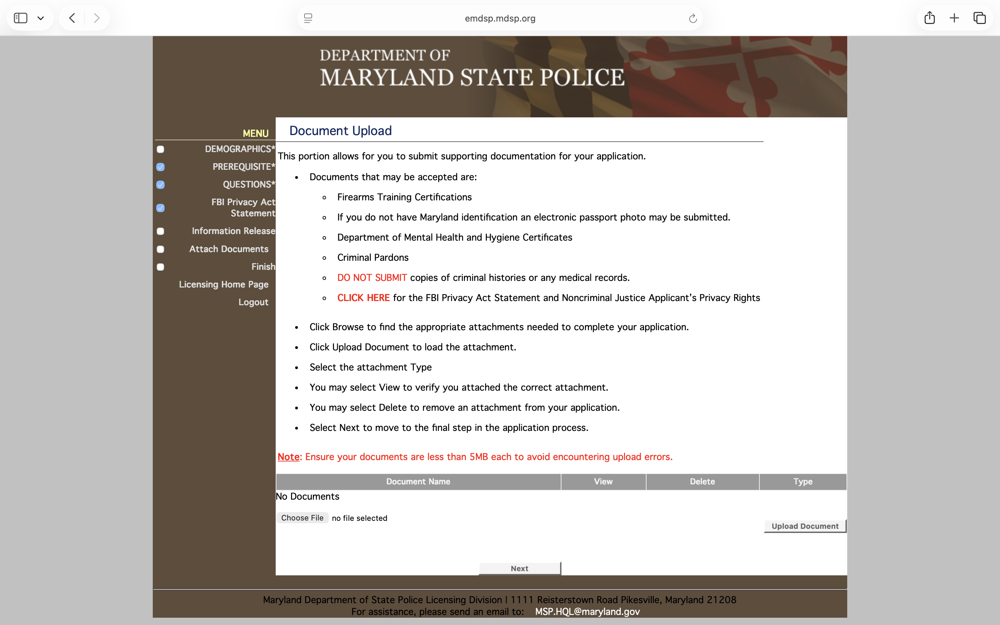 emdsp.mdsp.org
DEPARTMENT OF
MARYLAND STATE POLICE
MENU
DEMOGRAPHICS*
PREREQUISITE*
QUESTIONS*
FBI Privacy Act
Statement
Information Release
Attach Documents
Finish
Licensing Home Page
Logout
Document Upload
This portion allows for you to submit supporting documentation for your application.
• Documents that may be accepted are:
◦ Firearms Training Certifications
◦ If you do not have Maryland identification an electronic passport photo may be submitted.
◦ Department of Mental Health and Hygiene Certificates
◦ Criminal Pardons
◦ DO NOT SUBMIT copies of criminal histories or any medical records.
◦ CLICK HERE for the FBI Privacy Act Statement and Noncriminal Justice Applicant’s Privacy Rights
• Click Browse to find the appropriate attachments needed to complete your application.
• Click Upload Document to load the attachment.
• Select the attachment Type
• You may select View to verify you attached the correct attachment.
• You may select Delete to remove an attachment from your application.
• Select Next to move to the final step in the application process.
Note: Ensure your documents are less than 5MB each to avoid encountering upload errors.
Document Name View Delete Type
No Documents
Choose File no file selected
Upload Document
Next
Maryland Department of State Police Licensing Division | 1111 Reisterstown Road Pikesville, Maryland 21208
For assistance, please send an email to: MSP.HQL@maryland.gov